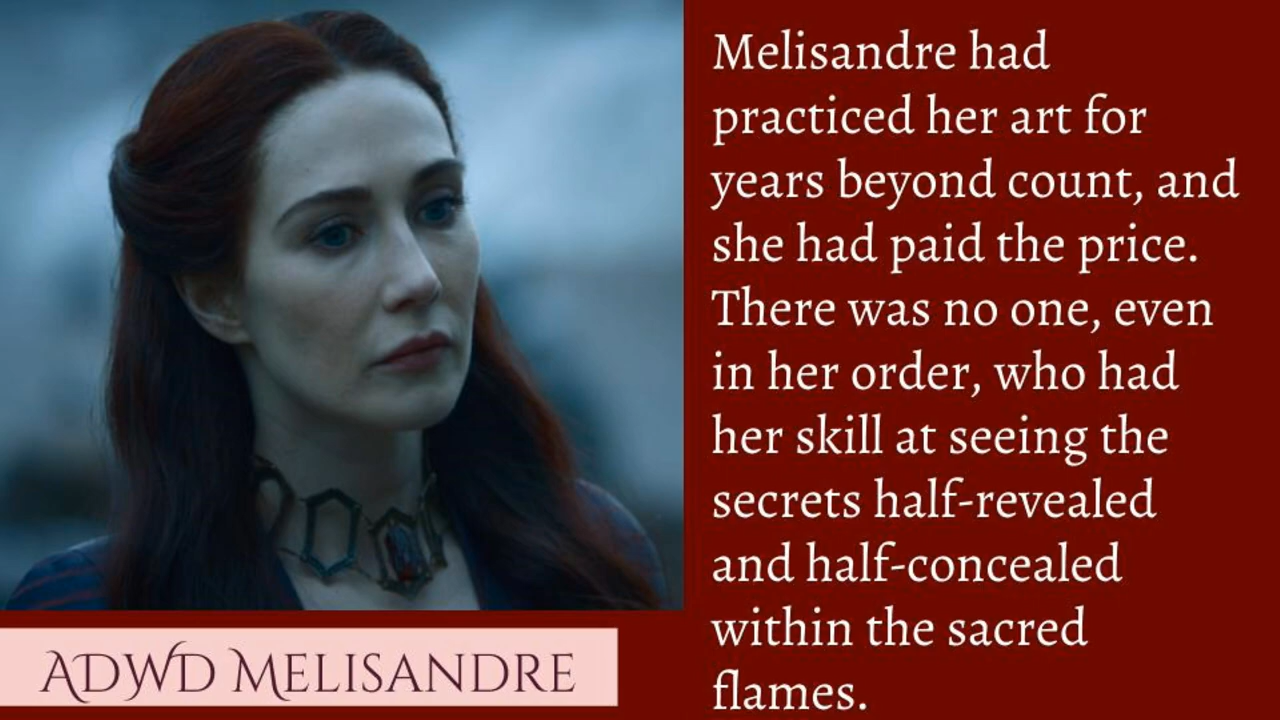 Melisandre had
practiced her art for
years beyond count, and
she had paid the price.
There was no one, even
in her order, who had
her skill at seeing the
secrets half-revealed
and half-concealed
within the sacred
flames.
ADWD MELISANDRE